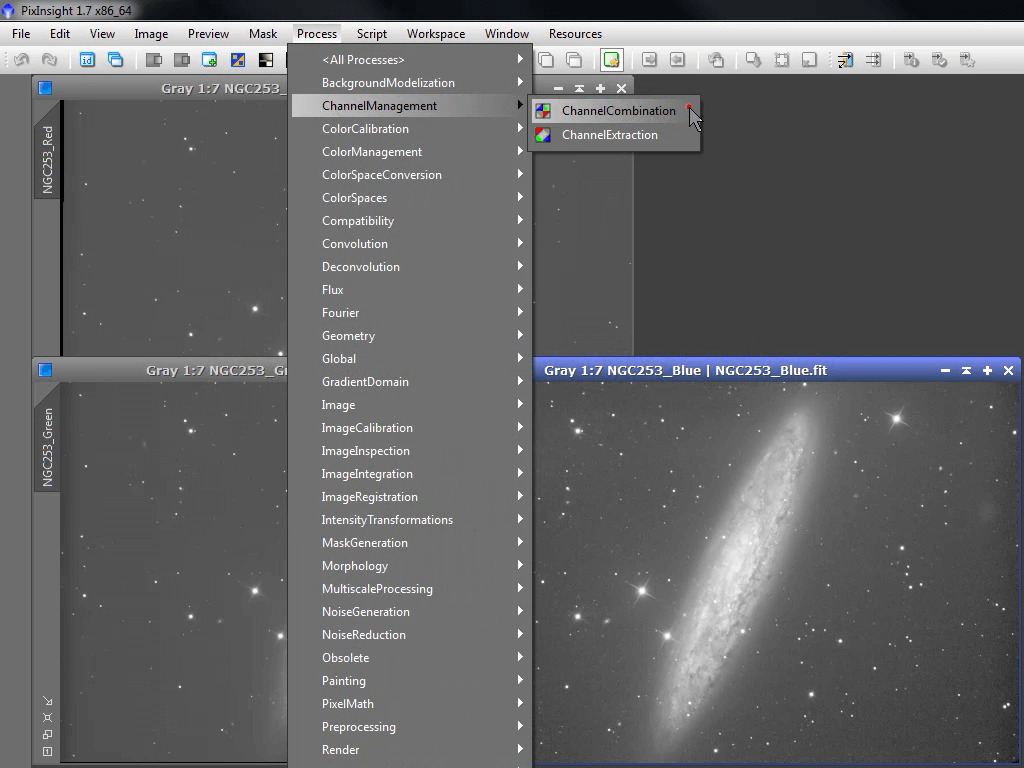 PixInsight 1.7 x86_64
File Edit View Image Preview Mask Process Script Workspace Window Resources
id
Gray 1:7 NGC253_
NGC253_Red
Gray 1:7 NGC253_Gr
NGC253_Green
<All Processes>
BackgroundModelization
ChannelManagement
ColorCalibration
ColorManagement
ColorSpaceConversion
ColorSpaces
Compatibility
Convolution
Deconvolution
Flux
Fourier
Geometry
Global
GradientDomain
Image
ImageCalibration
ImageInspection
ImageIntegration
ImageRegistration
IntensityTransformations
MaskGeneration
Morphology
MultiscaleProcessing
NoiseGeneration
NoiseReduction
Obsolete
Painting
PixelMath
Preprocessing
Render
ChannelCombination
ChannelExtraction
Gray 1:7 NGC253_Blue | NGC253_Blue.fit